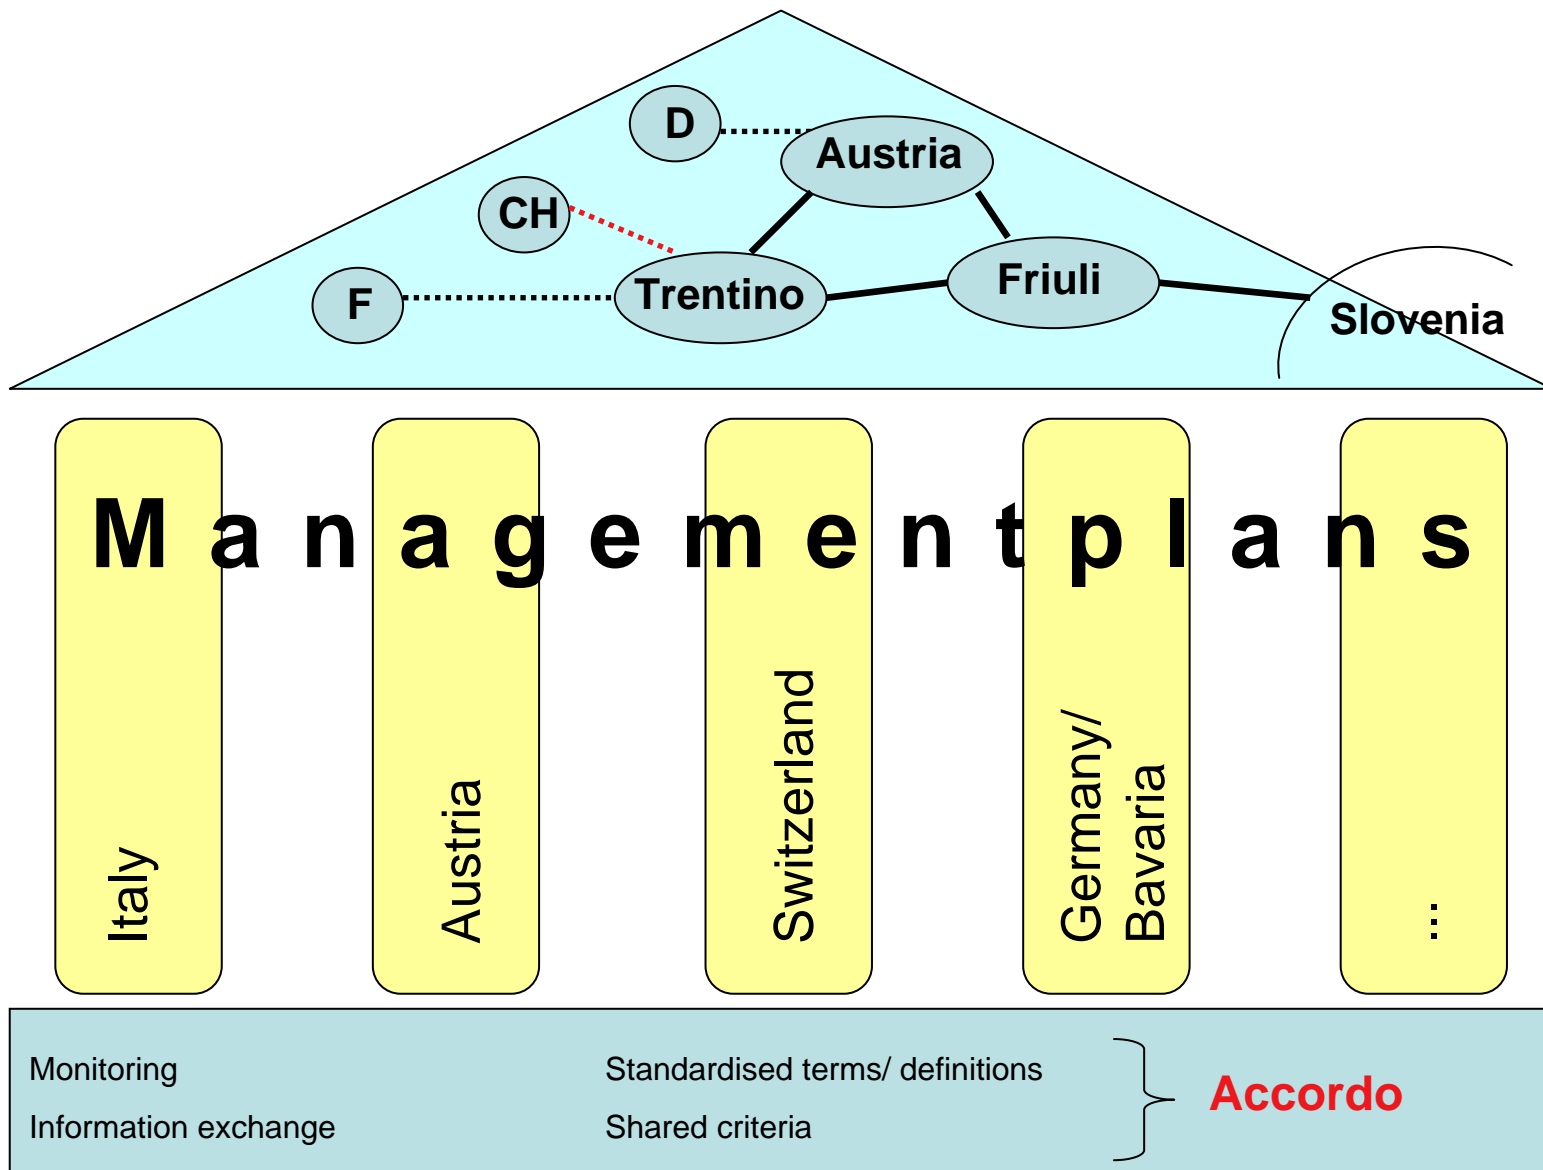 D
Austria
CH
Trentino
Friuli
F
Slovenia
Managementplans
Italy
Austria
Switzerland
Germany/
Bavaria
...
Monitoring
Standardised terms/ definitions
Information exchange
Shared criteria
Accordo